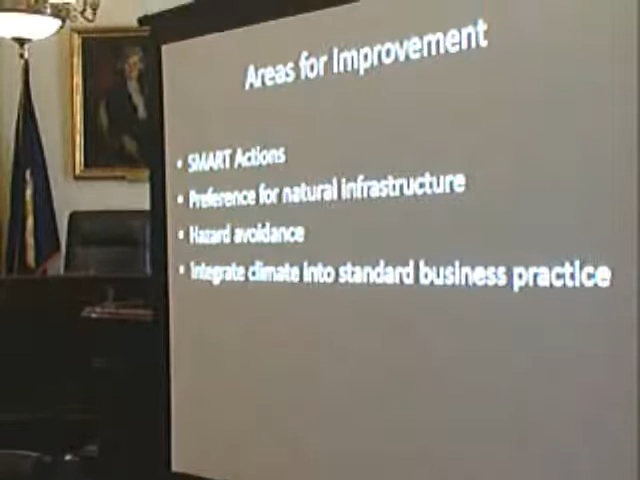 Areas for Improvement
• SMART Actions
• Preference for natural infrastructure
• Hazard avoidance
• Integrate climate into standard business practice